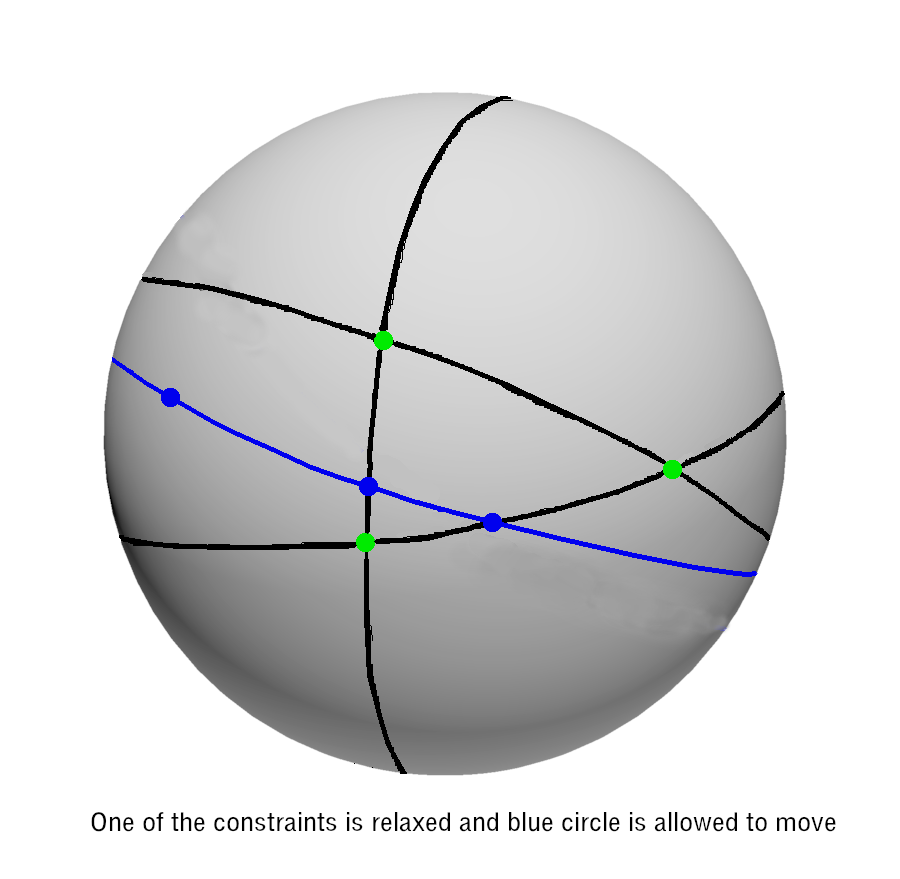 One of the constraints is relaxed and blue circle is allowed to move